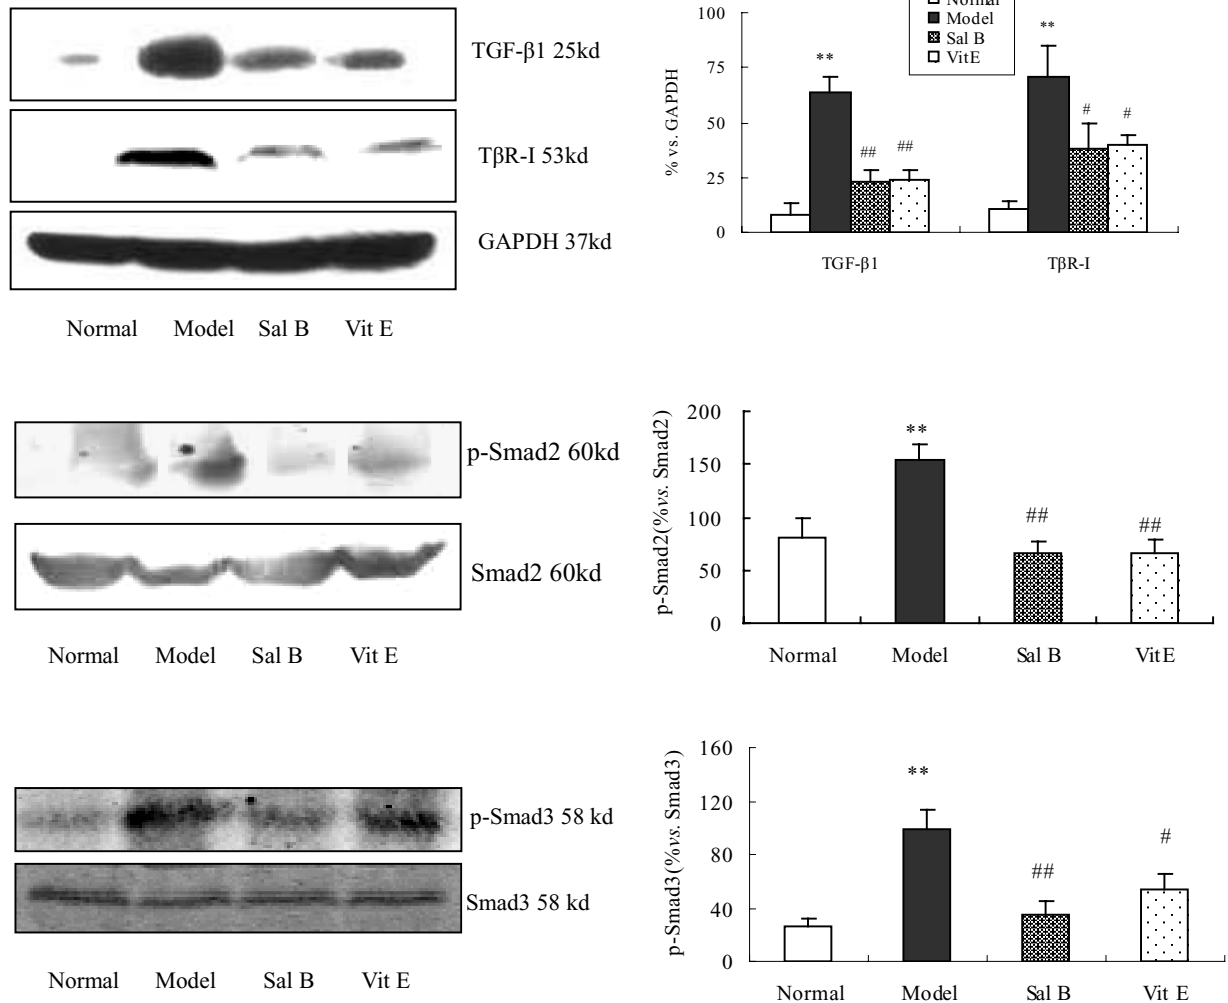 TGF-β1 25kd
TβR-I 53kd
GAPDH 37kd
Normal Model Sal B Vit E
100
75
50
25
0
% vs. GAPDH
Normal
Model
Sal B
VitE
**
##
##
**
#
#
TGF-β1
TβR-I
p-Smad2 60kd
Smad2 60kd
Normal Model Sal B Vit E
200
150
100
50
0
p-Smad2(%vs. Smad2)
**
##
##
Normal Model Sal B VitE
p-Smad3 58 kd
Smad3 58 kd
Normal Model Sal B Vit E
160
120
80
40
0
p-Smad3(%vs. Smad3)
**
##
#
Normal Model Sal B Vit E